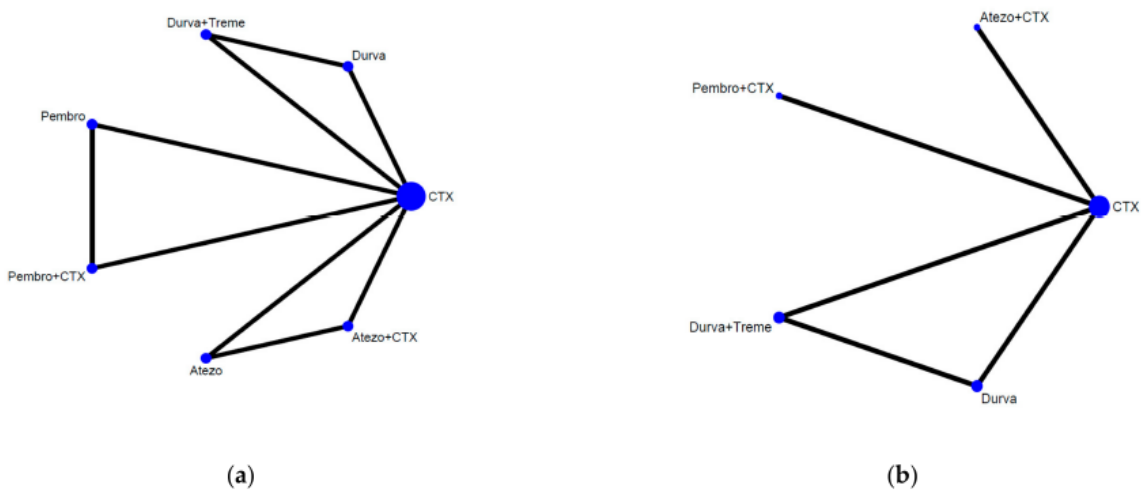 Durva+Treme
Durva
Pembro
CTX
Pembro+CTX
Atezo+CTX
Atezo
(a)
Atezo+CTX
Pembro+CTX
CTX
Durva+Treme
Durva
(b)